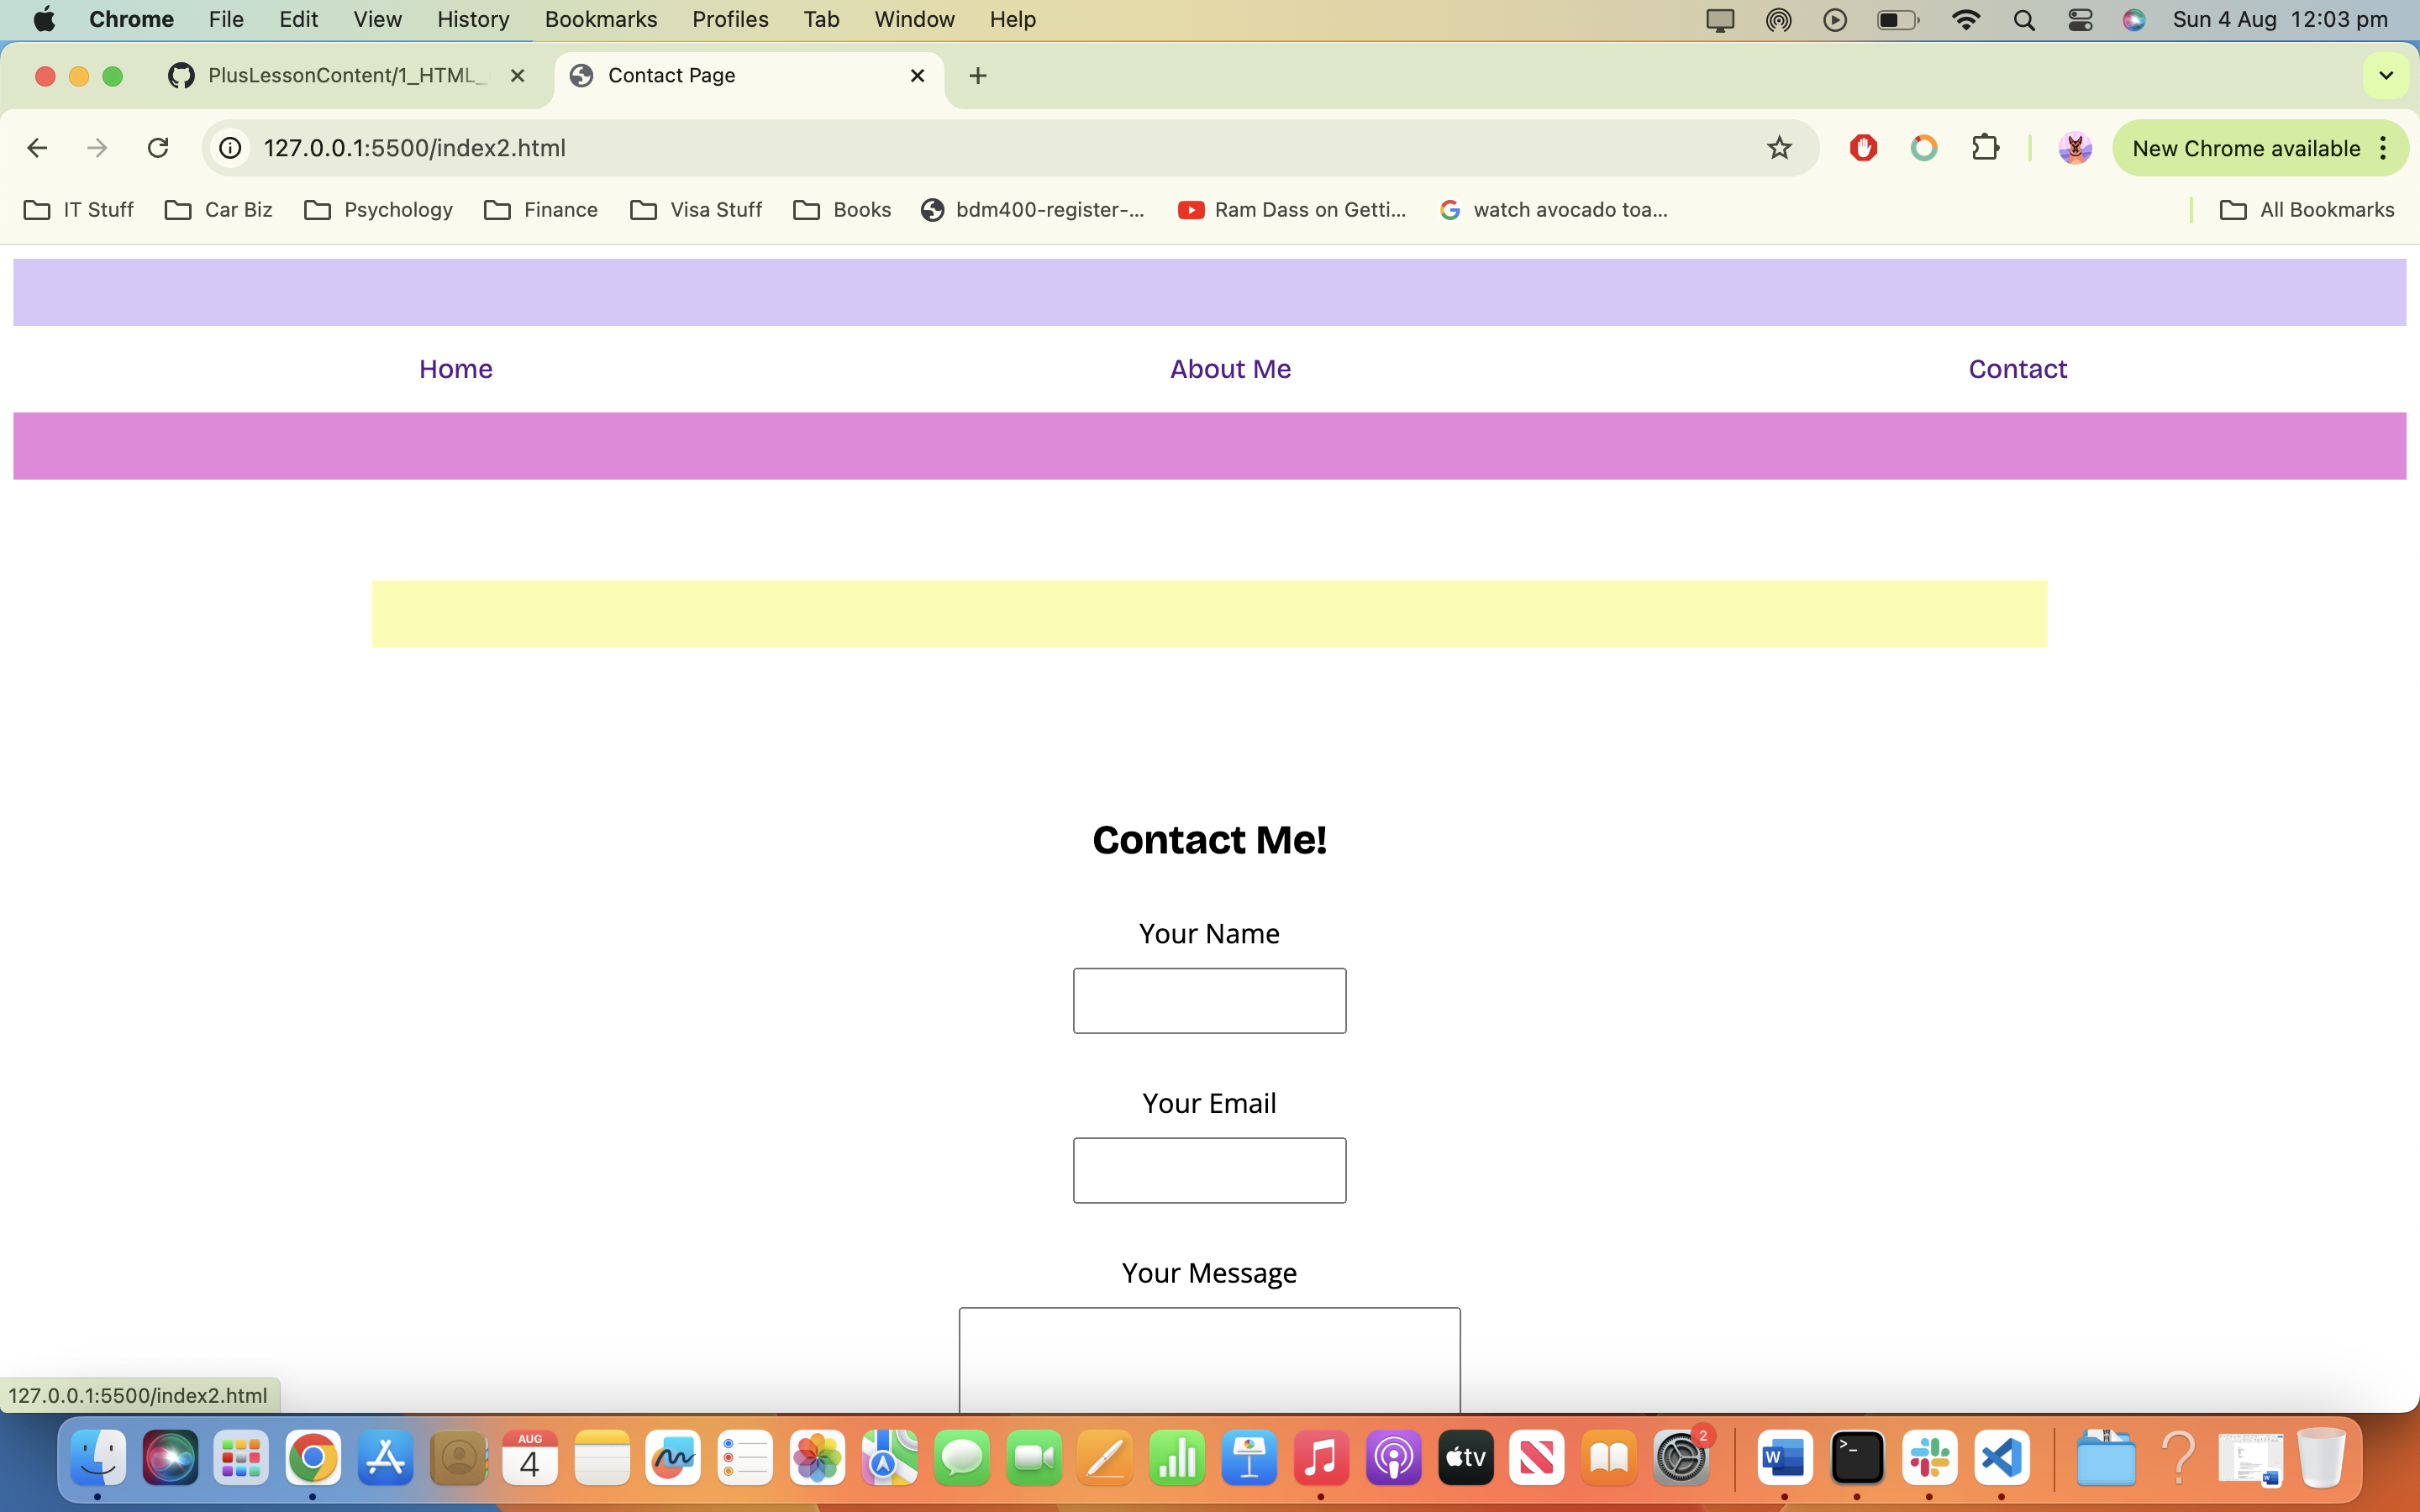 Chrome File Edit View History Bookmarks Profiles Tab Window Help Sun 4 Aug 12:03 pm
PlusLessonContent/1_HTML_ Contact Page
127.0.0.1:5500/index2.html New Chrome available
IT Stuff Car Biz Psychology Finance Visa Stuff Books bdm400-register-... Ram Dass on Getti... watch avocado toa... All Bookmarks
Home About Me Contact
Contact Me!
Your Name
Your Email
Your Message
127.0.0.1:5500/index2.html
AUG
4
tv
2
W
>_